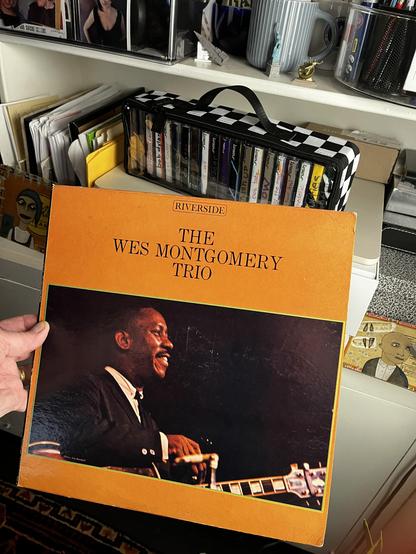 RIVERSIDE
THE
WES MONTGOMERY
TRIO